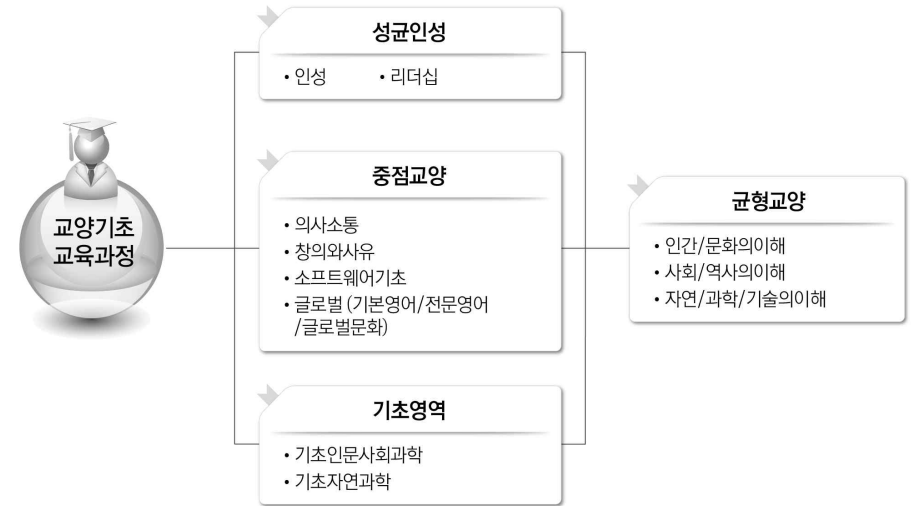 교양기초
교육과정
성균인성
• 인성 • 리더십
중점교양
• 의사소통
• 창의와사유
• 소프트웨어기초
• 글로벌 (기본영어/전문영어
/글로벌문화)
기초영역
• 기초인문사회과학
• 기초자연과학
균형교양
• 인간/문화의이해
• 사회/역사의이해
• 자연/과학/기술의이해